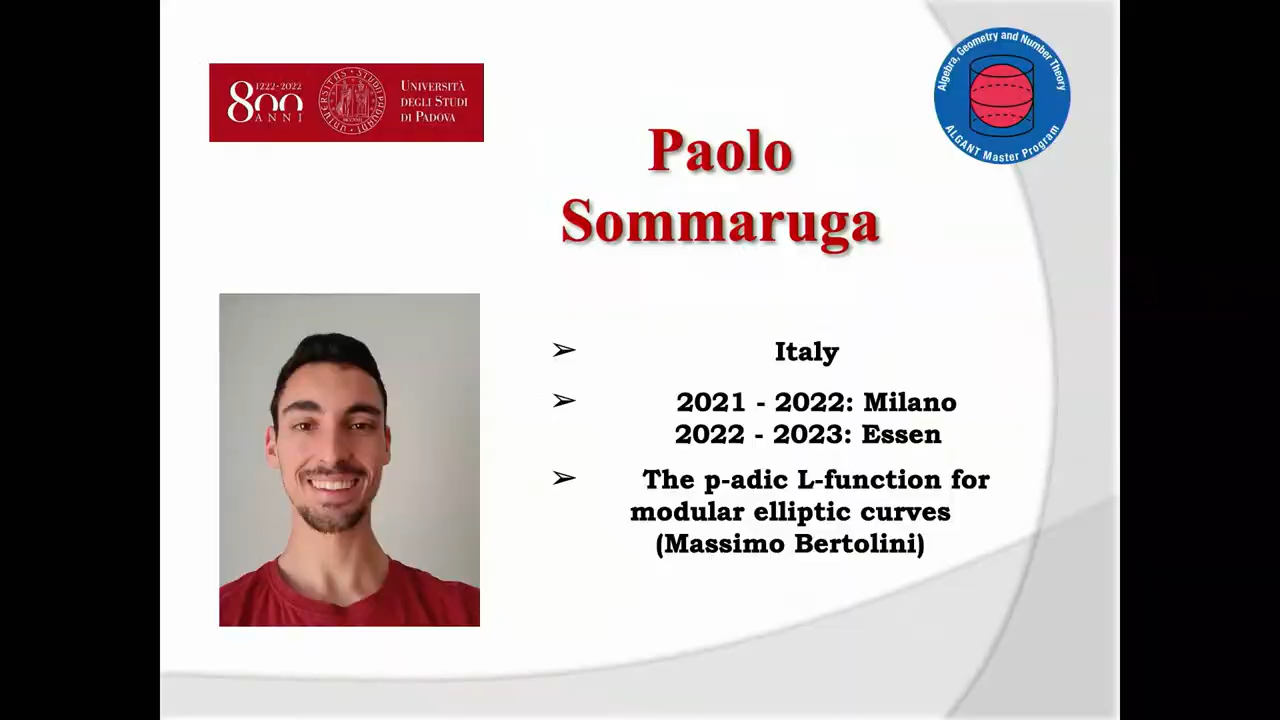 1222-2022
800
ANNI
UNIVERSITÀ
DEGLI STUDI
DI PADOVA
Algebra, Geometry and Number Theory
ALGANT Master Program
Paolo
Sommaruga
➢ Italy
➢ 2021 - 2022: Milano
2022 - 2023: Essen
➢ The p-adic L-function for
modular elliptic curves
(Massimo Bertolini)